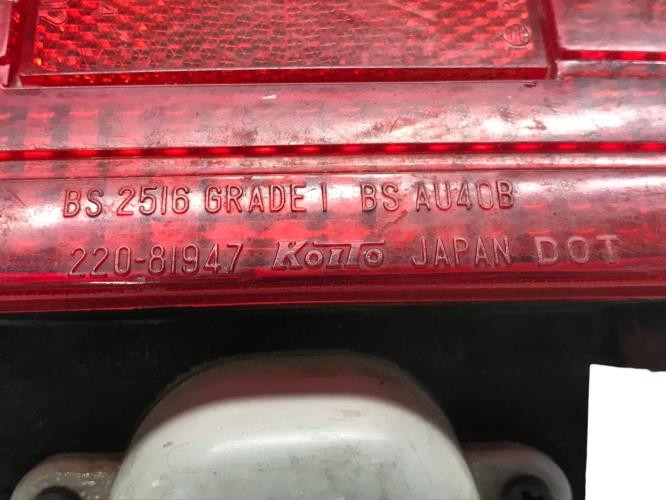 BS 2516 GRADE 1 BS AU40B
220-81947 KOITO JAPAN DOT